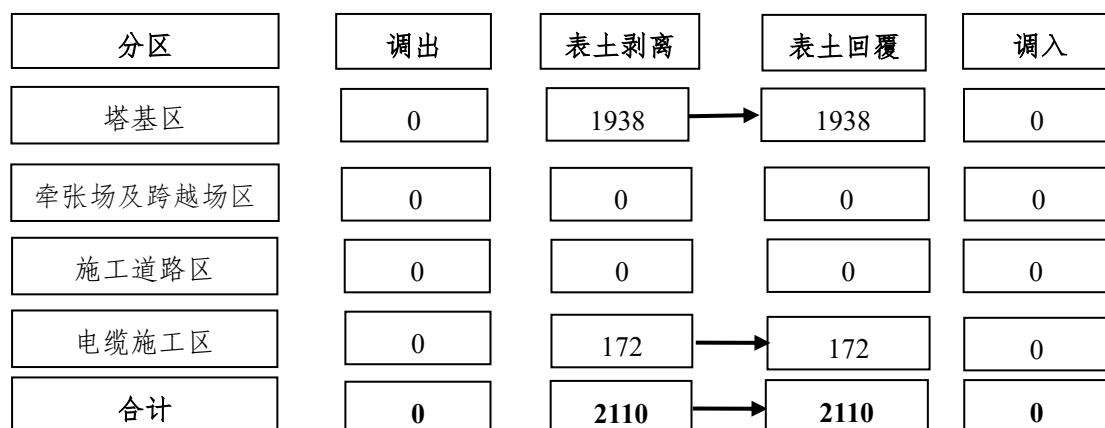 分区 调出 表土剥离 表土回覆 调入
塔基区 0 1938 1938 0
牵张场及跨越场区 0 0 0 0
施工道路区 0 0 0 0
电缆施工区 0 172 172 0
合计 0 2110 2110 0